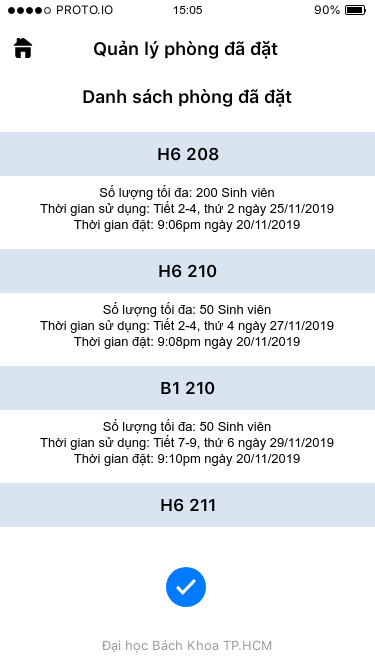 PROTO.IO 15:05 90%
Quản lý phòng đã đặt
Danh sách phòng đã đặt
H6 208
Số lượng tối đa: 200 Sinh viên
Thời gian sử dụng: Tiết 2-4, thứ 2 ngày 25/11/2019
Thời gian đặt: 9:06pm ngày 20/11/2019
H6 210
Số lượng tối đa: 50 Sinh viên
Thời gian sử dụng: Tiết 2-4, thứ 4 ngày 27/11/2019
Thời gian đặt: 9:08pm ngày 20/11/2019
B1 210
Số lượng tối đa: 50 Sinh viên
Thời gian sử dụng: Tiết 7-9, thứ 6 ngày 29/11/2019
Thời gian đặt: 9:10pm ngày 20/11/2019
H6 211
Đại học Bách Khoa TP.HCM